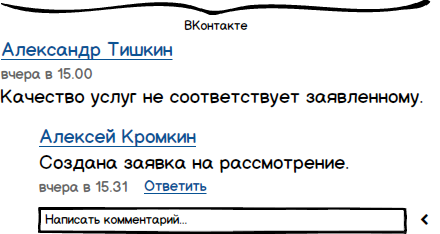 ВКонтакте
Александр Тишкин
вчера в 15.00
Качество услуг не соответствует заявленному.
Алексей Кромкин
Создана заявка на рассмотрение.
вчера в 15.31 Ответить
Написать комментарий...